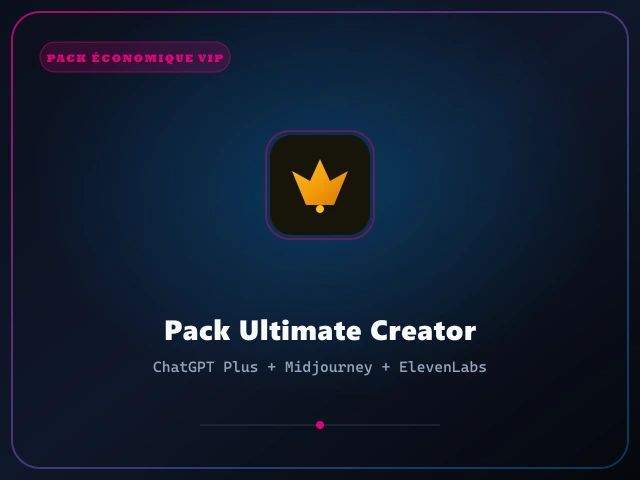 PACK ÉCONOMIQUE VIP
Pack Ultimate Creator
ChatGPT Plus + Midjourney + ElevenLabs